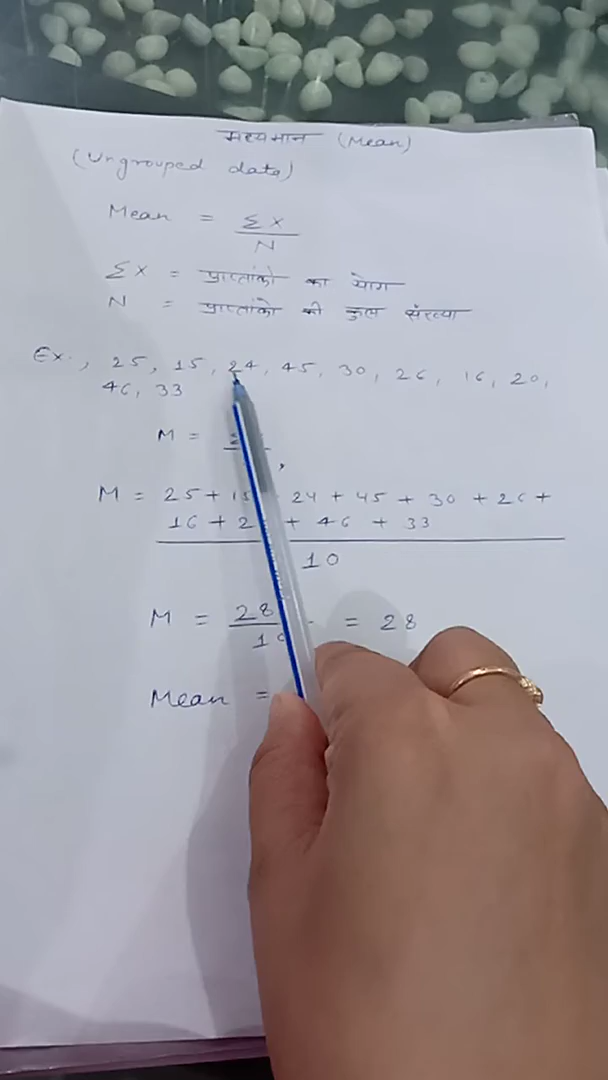 मध्यमान (Mean)
(Ungrouped data)
Mean = ΣX
N
ΣX = प्राप्तांको का योग
N = प्राप्तांको की कुल संख्या
Ex., 25, 15, 24, 45, 30, 26, 16, 20,
46, 33
M =
M = 25 + 15 24 + 45 + 30 + 26 +
16 + 2 + 46 + 33
10
M = 28 = 28
10
Mean =